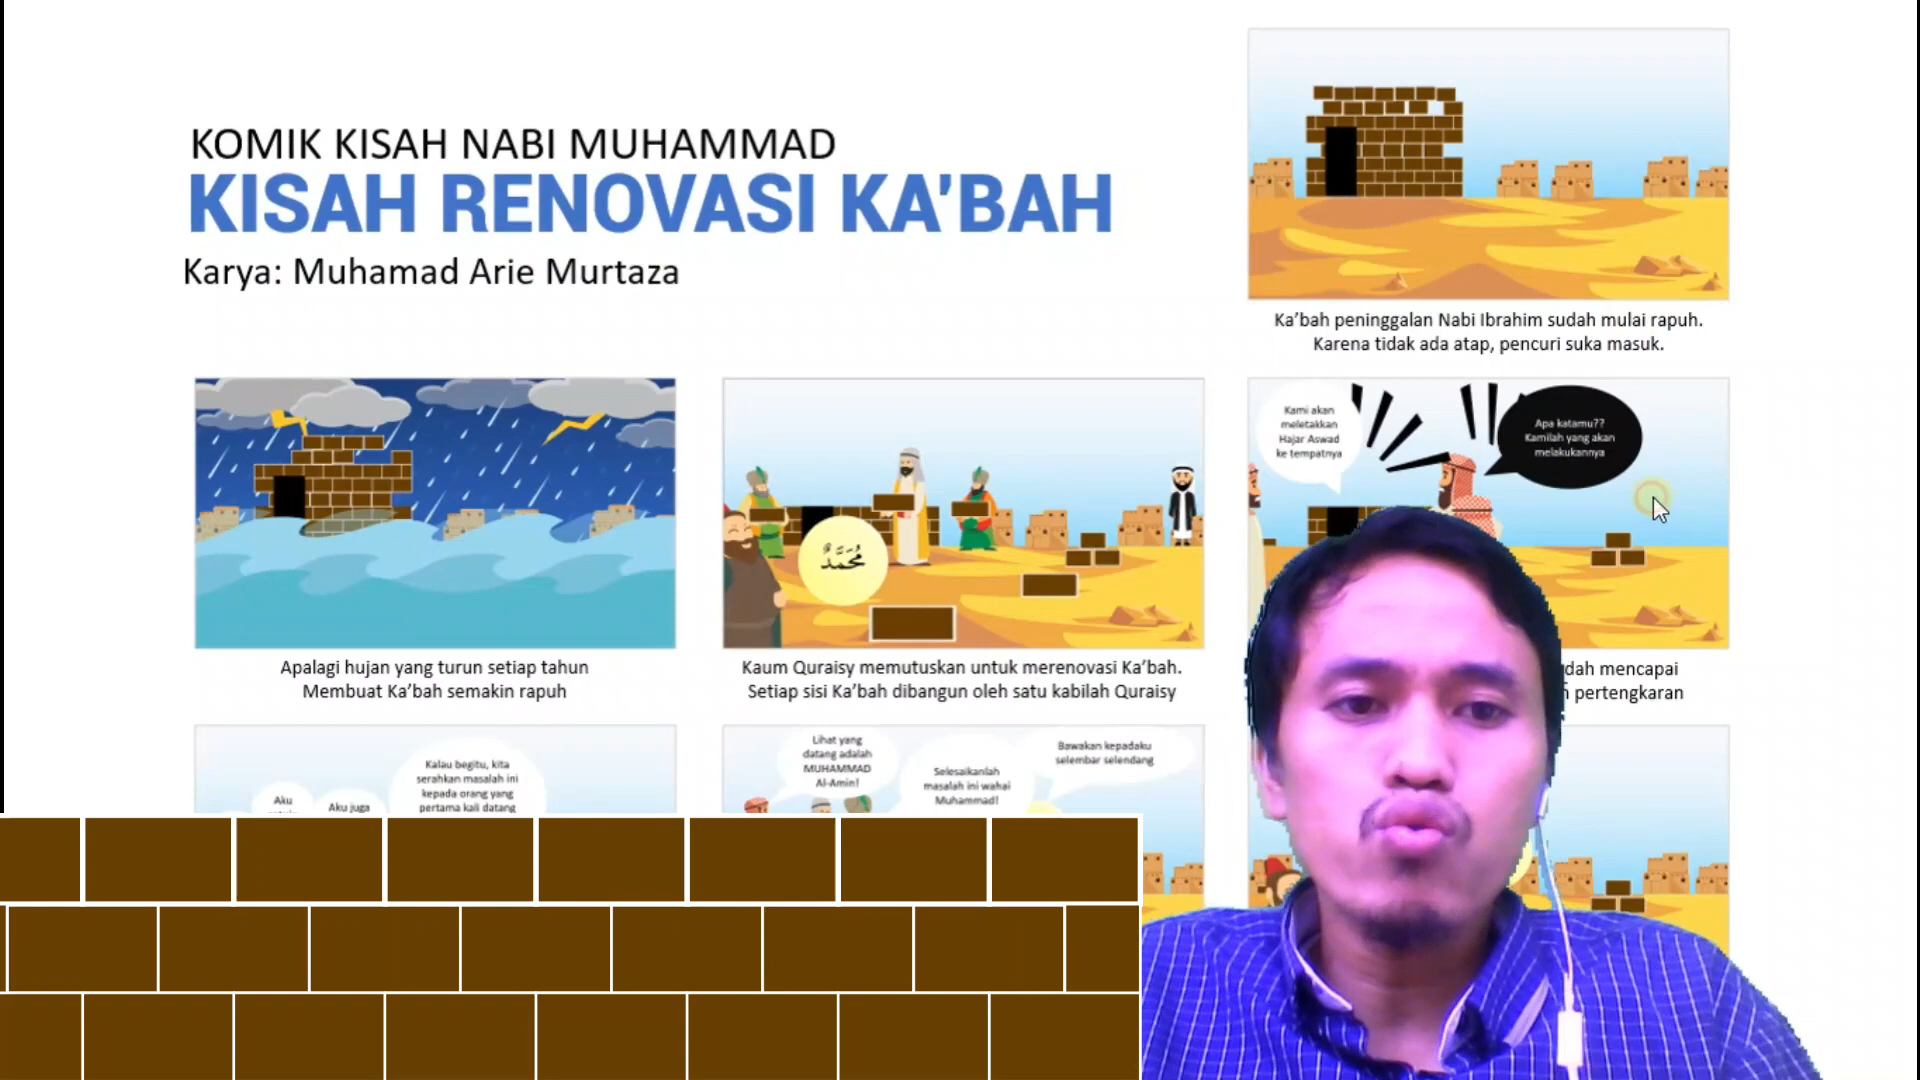 KOMIK KISAH NABI MUHAMMAD
KISAH RENOVASI KA'BAH
Karya: Muhamad Arie Murtaza
Ka'bah peninggalan Nabi Ibrahim sudah mulai rapuh.
Karena tidak ada atap, pencuri suka masuk.
Apalagi hujan yang turun setiap tahun
Membuat Ka'bah semakin rapuh
مُحَمَّدٌ
Kaum Quraisy memutuskan untuk merenovasi Ka'bah.
Setiap sisi Ka'bah dibangun oleh satu kabilah Quraisy
Kami akan
meletakkan
Hajar Aswad
ke tempatnya
Apa katamu??
Kamilah yang akan
melakukannya
mencapai
pertengkaran
Aku
Aku juga
Kalau begitu, kita
serahkan masalah ini
kepada orang yang
pertama kali datang
Lihat yang
datang adalah
MUHAMMAD
Al-Amin!
Selesaikanlah
masalah ini wahai
Muhammad!
Bawakan kepadaku
selembar selendang